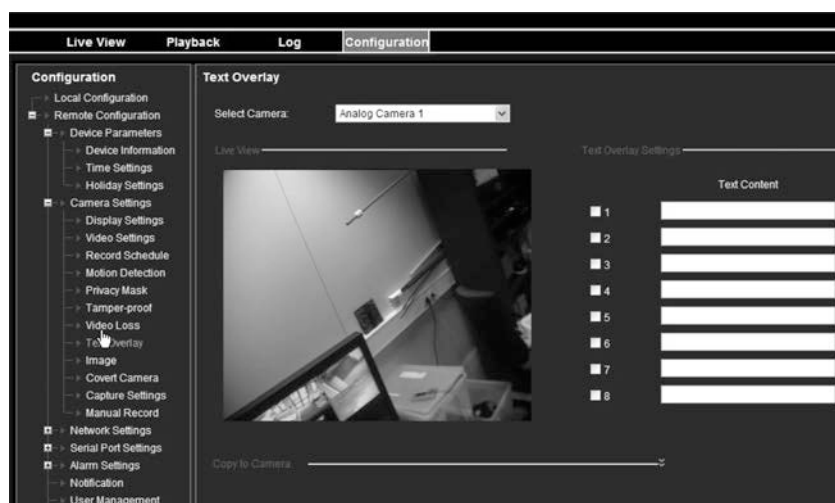 Live View Playback Log Configuration
Configuration
Local Configuration
Remote Configuration
Device Parameters
Device Information
Time Settings
Holiday Settings
Camera Settings
Display Settings
Video Settings
Record Schedule
Motion Detection
Privacy Mask
Tamper-proof
Video Loss
Text Overlay
Image
Covert Camera
Capture Settings
Manual Record
Network Settings
Serial Port Settings
Alarm Settings
Notification
User Management
Text Overlay
Select Camera: Analog Camera 1
Live View
Text Overlay Settings
Text Content
1
2
3
4
5
6
7
8
Copy to Camera